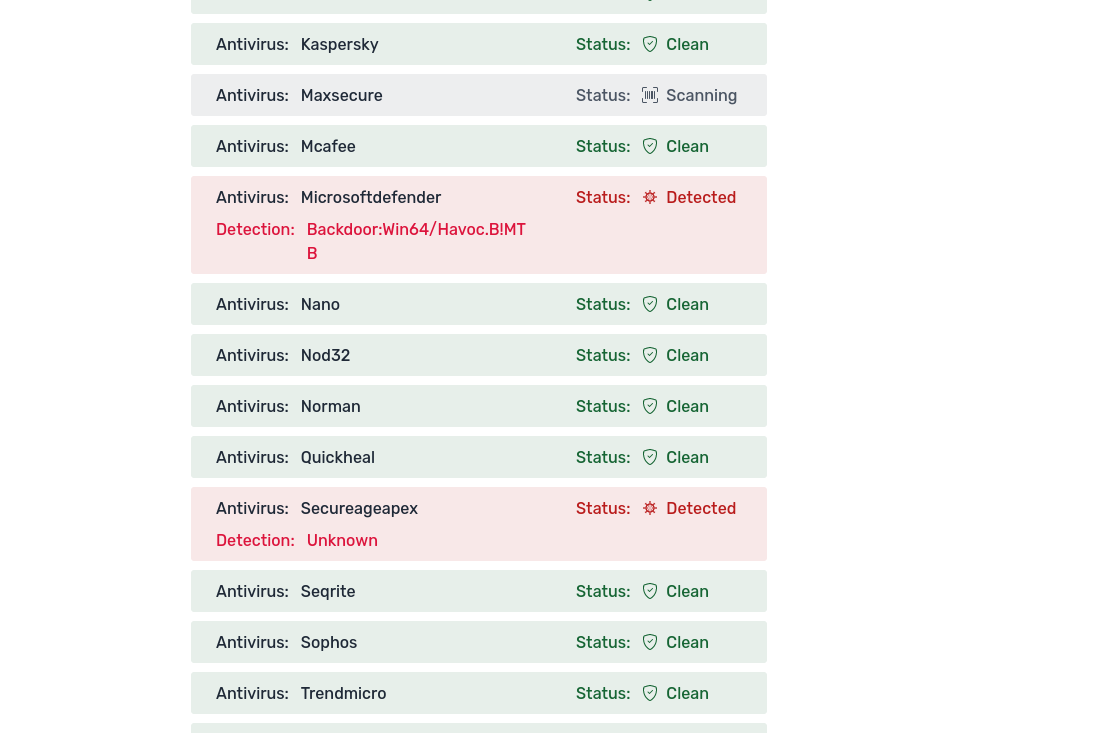 Antivirus: Kaspersky Status: Clean
Antivirus: Maxsecure Status: Scanning
Antivirus: Mcafee Status: Clean
Antivirus: Microsoftdefender Status: Detected
Detection: Backdoor:Win64/Havoc.B!MT
B
Antivirus: Nano Status: Clean
Antivirus: Nod32 Status: Clean
Antivirus: Norman Status: Clean
Antivirus: Quickheal Status: Clean
Antivirus: Secureageapex Status: Detected
Detection: Unknown
Antivirus: Seqrite Status: Clean
Antivirus: Sophos Status: Clean
Antivirus: Trendmicro Status: Clean